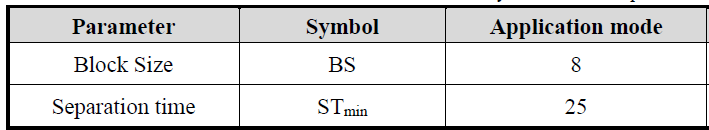 Parameter Symbol Application mode
Block Size BS 8
Separation time STmin 25